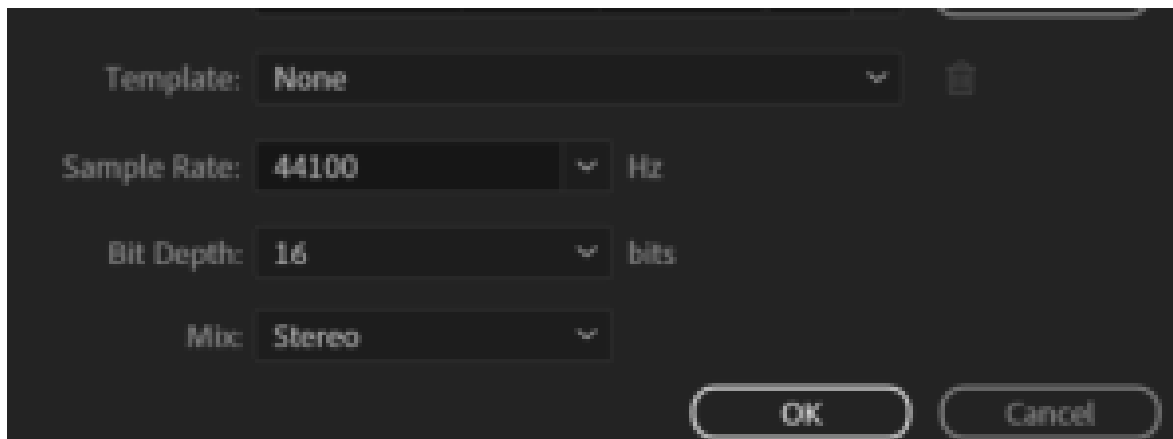 Template: None
Sample Rate: 44100 Hz
Bit Depth: 16 bits
Mix: Stereo
OK Cancel